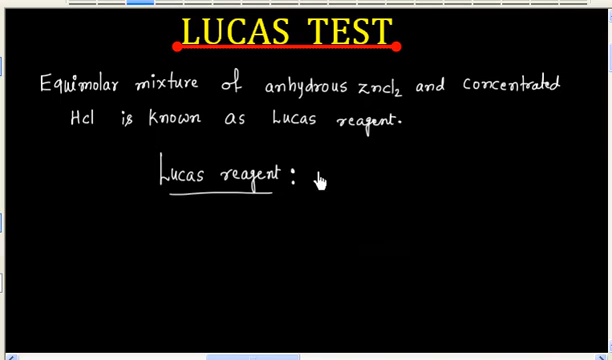 LUCAS TEST
Equimolar mixture of anhydrous zncl2 and concentrated
Hcl is known as Lucas reagent.
Lucas reagent :